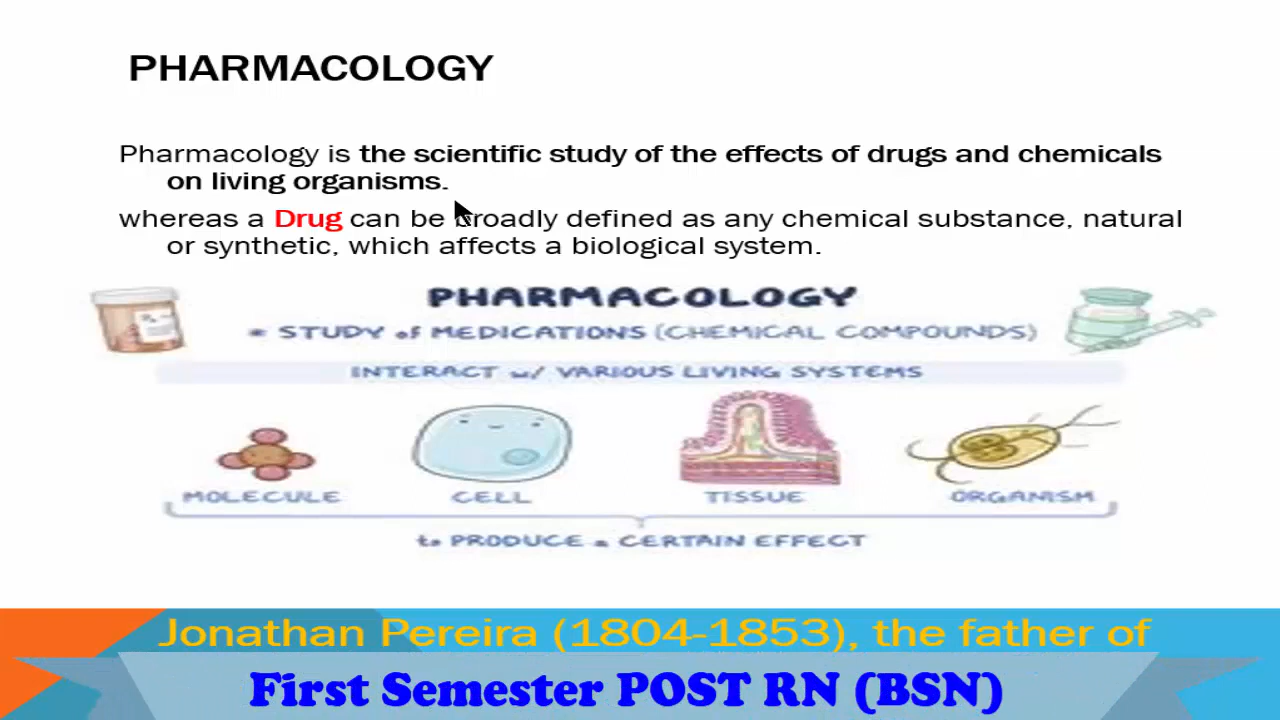 PHARMACOLOGY
Pharmacology is the scientific study of the effects of drugs and chemicals
on living organisms.
whereas a Drug can be broadly defined as any chemical substance, natural
or synthetic, which affects a biological system.
PHARMACOLOGY
* STUDY of MEDICATIONS (CHEMICAL COMPOUNDS)
INTERACT w/ VARIOUS LIVING SYSTEMS
MOLECULE CELL TISSUE ORGANISM
to PRODUCE a CERTAIN EFFECT
Jonathan Pereira (1804-1853), the father of
First Semester POST RN (BSN)